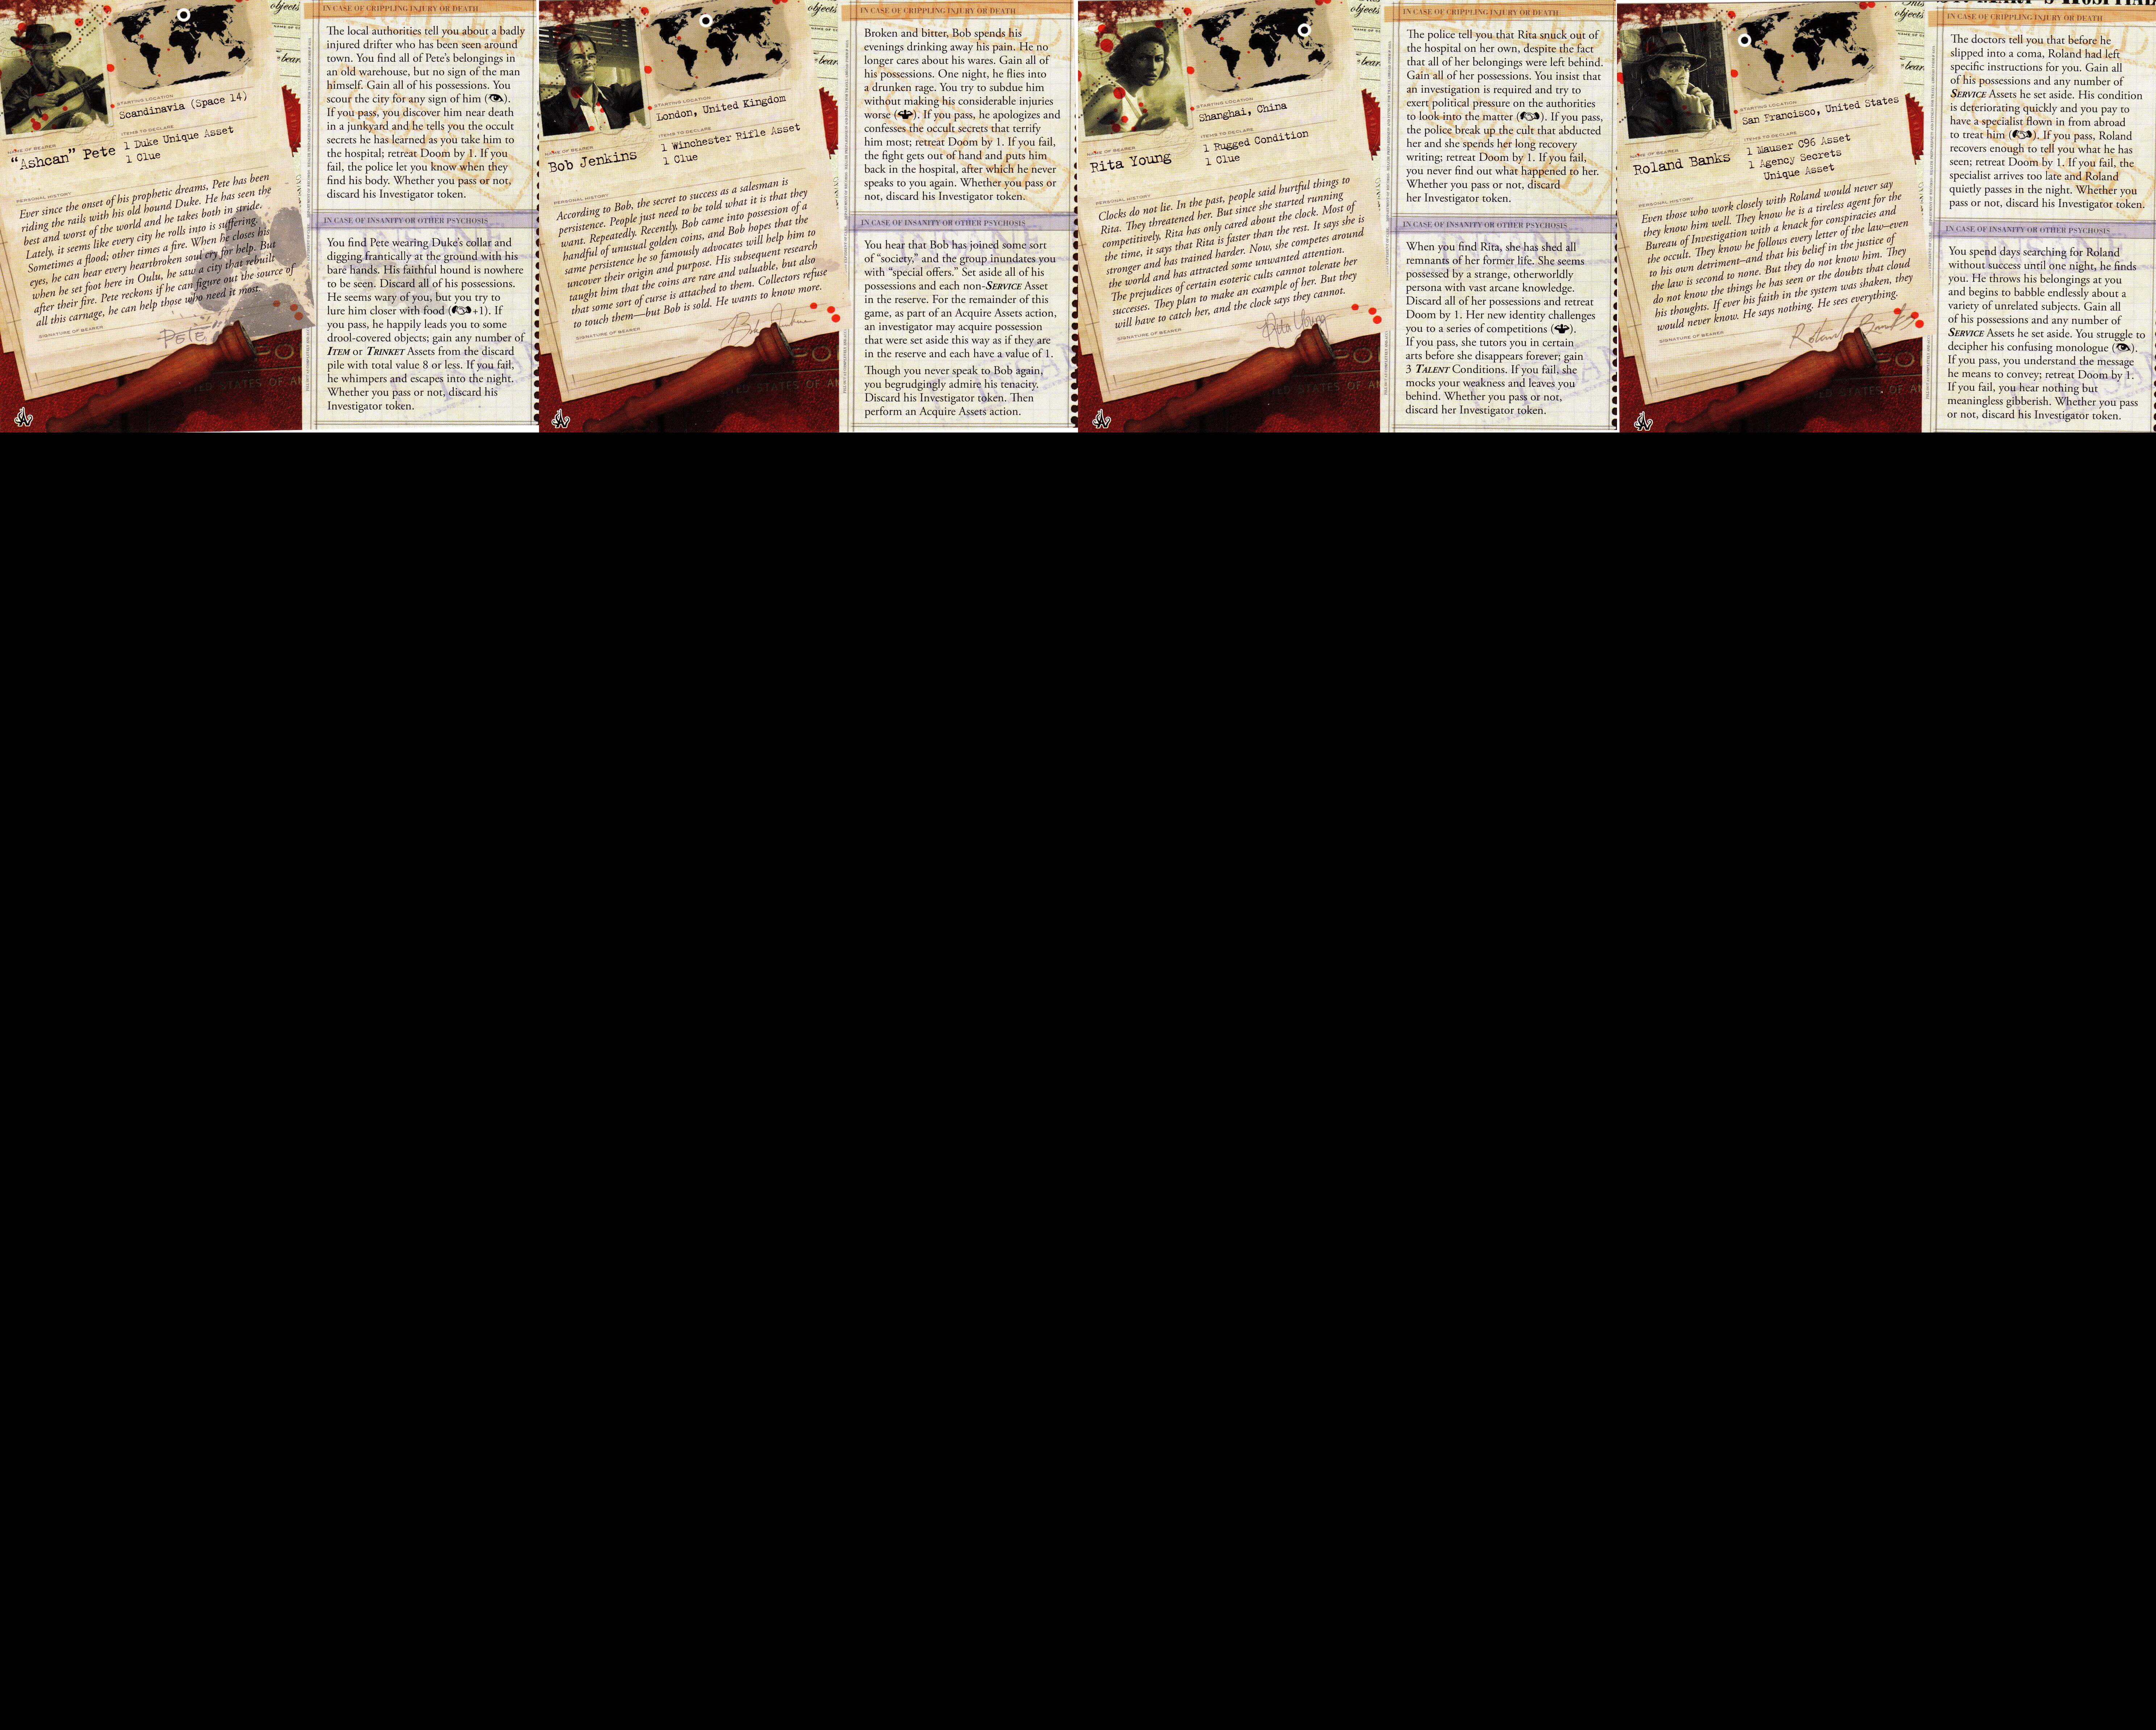 objects
STARTING LOCATION
Scandinavia (Space 14)
ITEMS TO DECLARE
1 Duke Unique Asset
1 Clue
NAME OF BEARER
“Ashcan” Pete
PERSONAL HISTORY
Ever since the onset of his prophetic dreams, Pete has been
riding the rails with his old hound Duke. He has seen the
best and worst of the world and he takes both in stride.
Lately, it seems like every city he rolls into is suffering.
Sometimes a flood; other times a fire. When he closes his
eyes, he can hear every heartbroken soul cry for help. But
when he set foot here in Oulu, he saw a city that rebuilt
after their fire. Pete reckons if he can figure out the source of
all this carnage, he can help those who need it most.
SIGNATURE OF BEARER
PETE
IN CASE OF CRIPPLING INJURY OR DEATH
The local authorities tell you about a badly
injured drifter who has been seen around
town. You find all of Pete’s belongings in
an old warehouse, but no sign of the man
himself. Gain all of his possessions. You
scour the city for any sign of him ( ).
If you pass, you discover him near death
in a junkyard and he tells you the occult
secrets he has learned as you take him to
the hospital; retreat Doom by 1. If you
fail, the police let you know when they
find his body. Whether you pass or not,
discard his Investigator token.
IN CASE OF INSANITY OR OTHER PSYCHOSIS
You find Pete wearing Duke’s collar and
digging frantically at the ground with his
bare hands. His faithful hound is nowhere
to be seen. Discard all of his possessions.
He seems wary of you, but you try to
lure him closer with food ( +1). If
you pass, he happily leads you to some
drool-covered objects; gain any number of
ITEM or TRINKET Assets from the discard
pile with total value 8 or less. If you fail,
he whimpers and escapes into the night.
Whether you pass or not, discard his
Investigator token.
objects
STARTING LOCATION
London, United Kingdom
ITEMS TO DECLARE
1 Winchester Rifle Asset
1 Clue
NAME OF BEARER
Bob Jenkins
PERSONAL HISTORY
According to Bob, the secret to success as a salesman is
persistence. People just need to be told what it is that they
want. Repeatedly. Recently, Bob came into possession of a
handful of unusual golden coins, and Bob hopes that the
same persistence he so famously advocates will help him to
uncover their origin and purpose. His subsequent research
taught him that the coins are rare and valuable, but also
that some sort of curse is attached to them. Collectors refuse
to touch them—but Bob is sold. He wants to know more.
SIGNATURE OF BEARER
Bob Jenkins
IN CASE OF CRIPPLING INJURY OR DEATH
Broken and bitter, Bob spends his
evenings drinking away his pain. He no
longer cares about his wares. Gain all of
his possessions. One night, he flies into
a drunken rage. You try to subdue him
without making his considerable injuries
worse ( ). If you pass, he apologizes and
confesses the occult secrets that terrify
him most; retreat Doom by 1. If you fail,
the fight gets out of hand and puts him
back in the hospital, after which he never
speaks to you again. Whether you pass or
not, discard his Investigator token.
IN CASE OF INSANITY OR OTHER PSYCHOSIS
You hear that Bob has joined some sort
of “society,” and the group inundates you
with “special offers.” Set aside all of his
possessions and each non-SERVICE Asset
in the reserve. For the remainder of this
game, as part of an Acquire Assets action,
an investigator may acquire possession
that were set aside this way as if they are
in the reserve and each have a value of 1.
Though you never speak to Bob again,
you begrudgingly admire his tenacity.
Discard his Investigator token. Then
perform an Acquire Assets action.
objects
STARTING LOCATION
Shanghai, China
ITEMS TO DECLARE
1 Rugged Condition
1 Clue
NAME OF BEARER
Rita Young
PERSONAL HISTORY
Clocks do not lie. In the past, people said hurtful things to
Rita. They threatened her. But since she started running
competitively, Rita has only cared about the clock. Most of
the time, it says that Rita is faster than the rest. It says she is
stronger and has trained harder. Now, she competes around
the world and has attracted some unwanted attention.
The prejudices of certain esoteric cults cannot tolerate her
successes. They plan to make an example of her. But they
will have to catch her, and the clock says they cannot.
SIGNATURE OF BEARER
Rita Young
IN CASE OF CRIPPLING INJURY OR DEATH
The police tell you that Rita snuck out of
the hospital on her own, despite the fact
that all of her belongings were left behind.
Gain all of her possessions. You insist that
an investigation is required and try to
exert political pressure on the authorities
to look into the matter ( ). If you pass,
the police break up the cult that abducted
her and she spends her long recovery
writing; retreat Doom by 1. If you fail,
you never find out what happened to her.
Whether you pass or not, discard
her Investigator token.
IN CASE OF INSANITY OR OTHER PSYCHOSIS
When you find Rita, she has shed all
remnants of her former life. She seems
possessed by a strange, otherworldly
persona with vast arcane knowledge.
Discard all of her possessions and retreat
Doom by 1. Her new identity challenges
you to a series of competitions ( ).
If you pass, she tutors you in certain
arts before she disappears forever; gain
3 TALENT Conditions. If you fail, she
mocks your weakness and leaves you
behind. Whether you pass or not,
discard her Investigator token.
objects
STARTING LOCATION
San Francisco, United States
ITEMS TO DECLARE
1 Mauser C96 Asset
1 Agency Secrets
Unique Asset
NAME OF BEARER
Roland Banks
PERSONAL HISTORY
Even those who work closely with Roland would never say
they know him well. They know he is a tireless agent for the
Bureau of Investigation with a knack for conspiracies and
the occult. They know he follows every letter of the law—even
to his own detriment—and that his belief in the justice of
the law is second to none. But they do not know him. They
do not know the things he has seen or the doubts that cloud
his thoughts. If ever his faith in the system was shaken, they
would never know. He says nothing. He sees everything.
SIGNATURE OF BEARER
Roland Banks
IN CASE OF CRIPPLING INJURY OR DEATH
The doctors tell you that before he
slipped into a coma, Roland had left
specific instructions for you. Gain all
of his possessions and any number of
SERVICE Assets he set aside. His condition
is deteriorating quickly and you pay to
have a specialist flown in from abroad
to treat him ( ). If you pass, Roland
recovers enough to tell you what he has
seen; retreat Doom by 1. If you fail, the
specialist arrives too late and Roland
quietly passes in the night. Whether you
pass or not, discard his Investigator token.
IN CASE OF INSANITY OR OTHER PSYCHOSIS
You spend days searching for Roland
without success until one night, he finds
you. He throws his belongings at you
and begins to babble endlessly about a
variety of unrelated subjects. Gain all
of his possessions and any number of
SERVICE Assets he set aside. You struggle to
decipher his confusing monologue ( ).
If you pass, you understand the message
he means to convey; retreat Doom by 1.
If you fail, you hear nothing but
meaningless gibberish. Whether you pass
or not, discard his Investigator token.